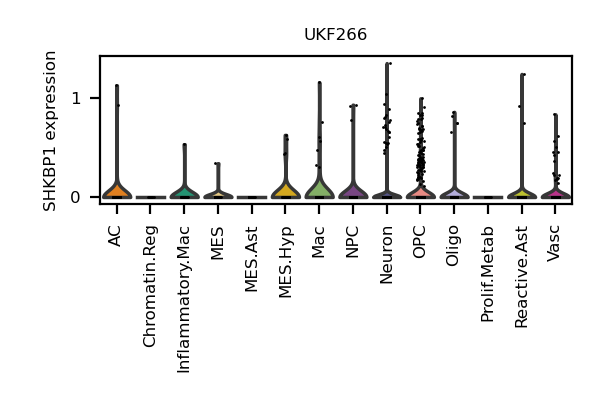 UKF266
SHKBP1 expression
1
0
AC
Chromatin.Reg
Inflammatory.Mac
MES
MES.Ast
MES.Hyp
Mac
NPC
Neuron
OPC
Oligo
Prolif.Metab
Reactive.Ast
Vasc